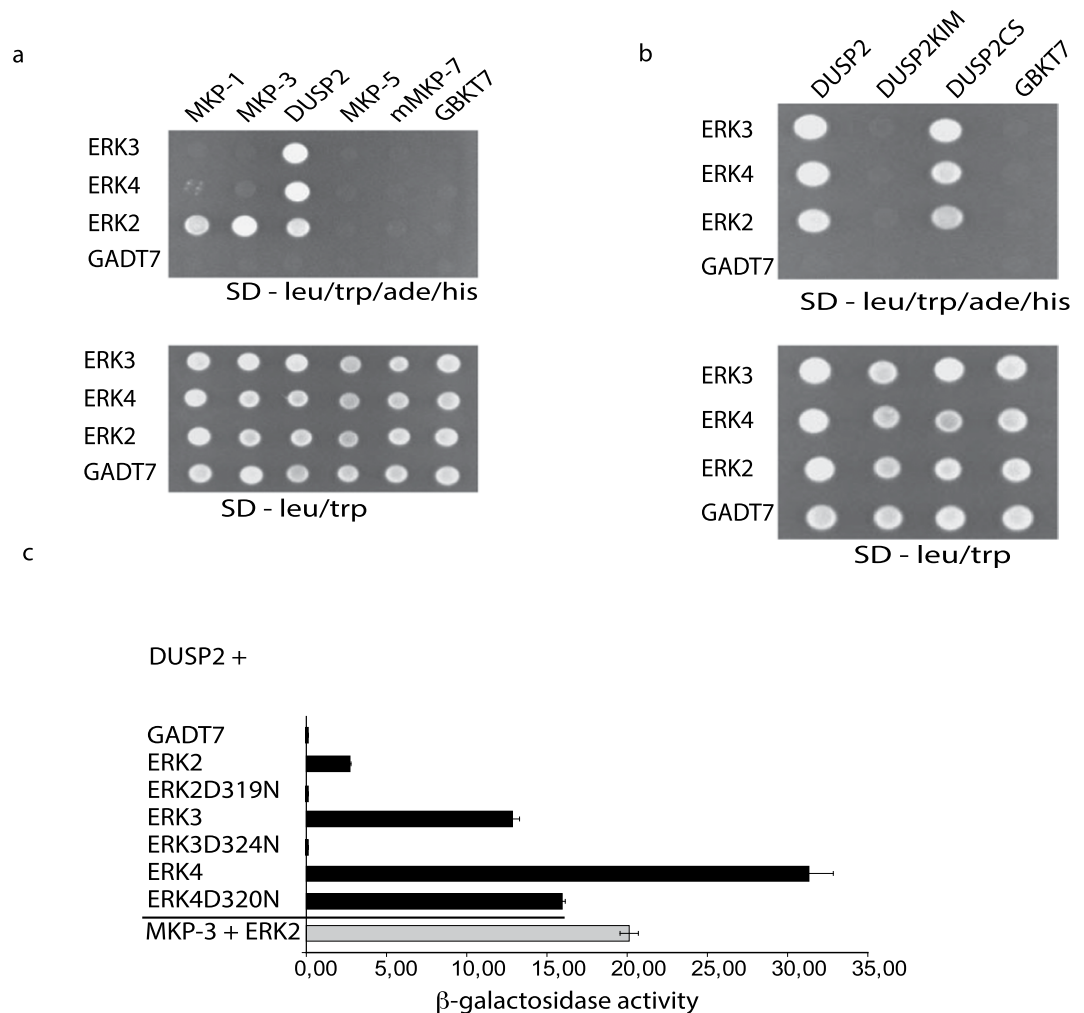 a
MKP-1 MKP-3 DUSP2 MKP-5 mMKP-7 GBKT7
ERK3
ERK4
ERK2
GADT7
SD - leu/trp/ade/his
ERK3
ERK4
ERK2
GADT7
SD - leu/trp
b
DUSP2 DUSP2KIM DUSP2CS GBKT7
ERK3
ERK4
ERK2
GADT7
SD - leu/trp/ade/his
ERK3
ERK4
ERK2
GADT7
SD - leu/trp
c
DUSP2 +
GADT7
ERK2
ERK2D319N
ERK3
ERK3D324N
ERK4
ERK4D320N
MKP-3 + ERK2
0,00 5,00 10,00 15,00 20,00 25,00 30,00 35,00
β-galactosidase activity